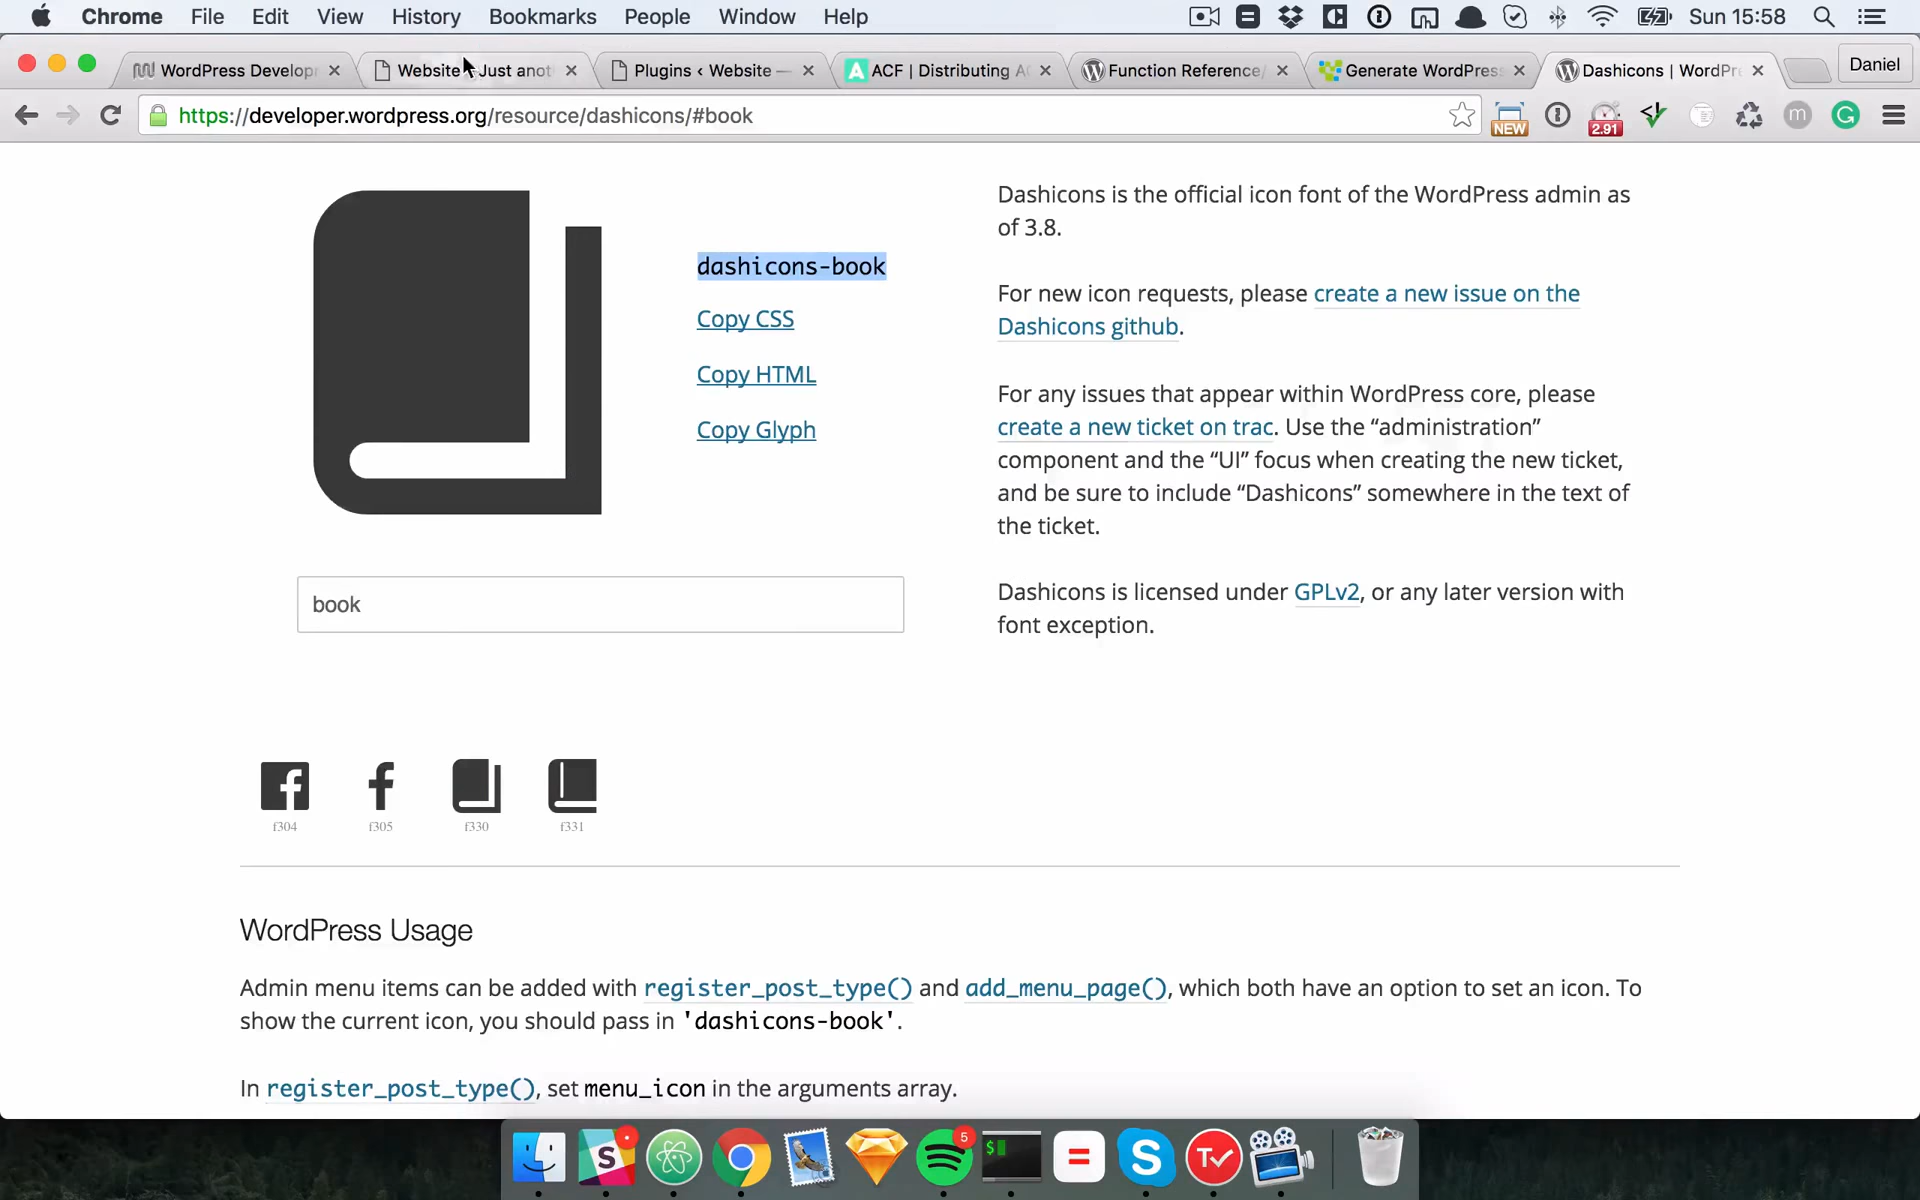 Chrome File Edit View History Bookmarks People Window Help Sun 15:58
WordPress Develop Website Just anot Plugins ‹ Website — ACF | Distributing A Function Reference/ Generate WordPress Dashicons | WordPr Daniel
https://developer.wordpress.org/resource/dashicons/#book
NEW 2.91 m G
dashicons-book
Copy CSS
Copy HTML
Copy Glyph
Dashicons is the official icon font of the WordPress admin as
of 3.8.
For new icon requests, please create a new issue on the
Dashicons github.
For any issues that appear within WordPress core, please
create a new ticket on trac. Use the “administration”
component and the “UI” focus when creating the new ticket,
and be sure to include “Dashicons” somewhere in the text of
the ticket.
Dashicons is licensed under GPLv2, or any later version with
font exception.
book
f304 f305 f330 f331
WordPress Usage
Admin menu items can be added with register_post_type() and add_menu_page(), which both have an option to set an icon. To
show the current icon, you should pass in 'dashicons-book'.
In register_post_type(), set menu_icon in the arguments array.
5